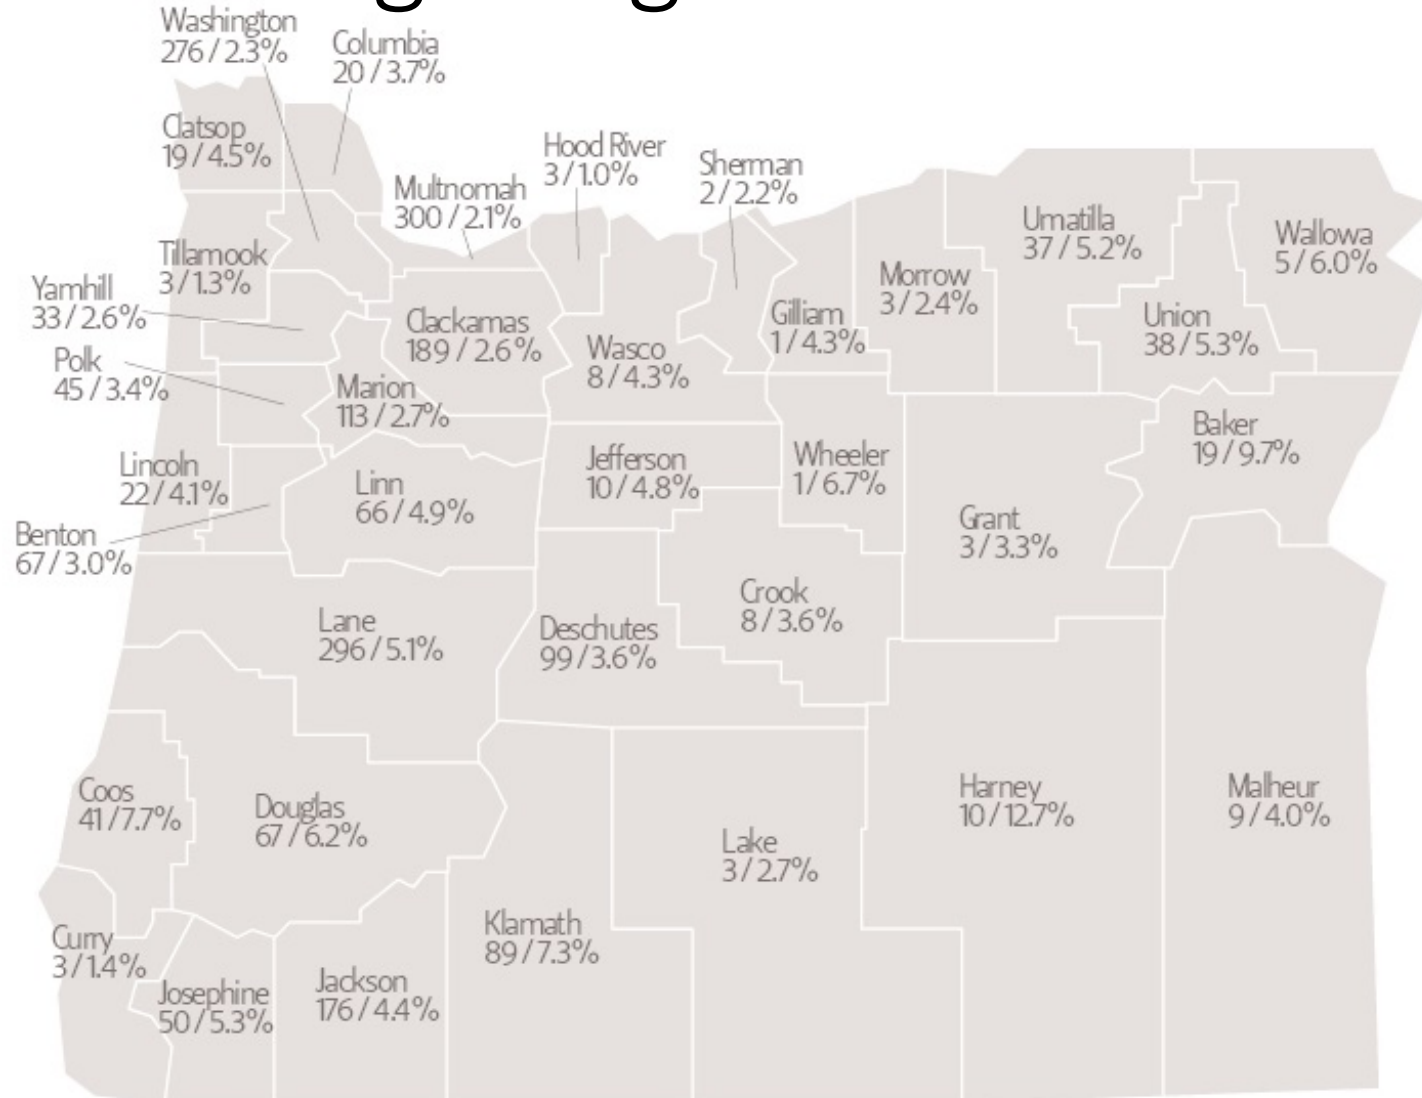 Washington
276 / 2.3%
Columbia
20 / 3.7%
Clatsop
19 / 4.5%
Hood River
3 / 1.0%
Sherman
2 / 2.2%
Multnomah
300 / 2.1%
Umatilla
37 / 5.2%
Wallowa
5 / 6.0%
Tillamook
3 / 1.3%
Morrow
3 / 2.4%
Yamhill
33 / 2.6%
Clackamas
189 / 2.6%
Gilliam
1 / 4.3%
Union
38 / 5.3%
Wasco
8 / 4.3%
Polk
45 / 3.4%
Marion
113 / 2.7%
Baker
19 / 9.7%
Lincoln
22 / 4.1%
Linn
66 / 4.9%
Jefferson
10 / 4.8%
Wheeler
1 / 6.7%
Benton
67 / 3.0%
Grant
3 / 3.3%
Crook
8 / 3.6%
Lane
296 / 5.1%
Deschutes
99 / 3.6%
Coos
41 / 7.7%
Douglas
67 / 6.2%
Harney
10 / 12.7%
Malheur
9 / 4.0%
Lake
3 / 2.7%
Klamath
89 / 7.3%
Curry
3 / 1.4%
Josephine
50 / 5.3%
Jackson
176 / 4.4%